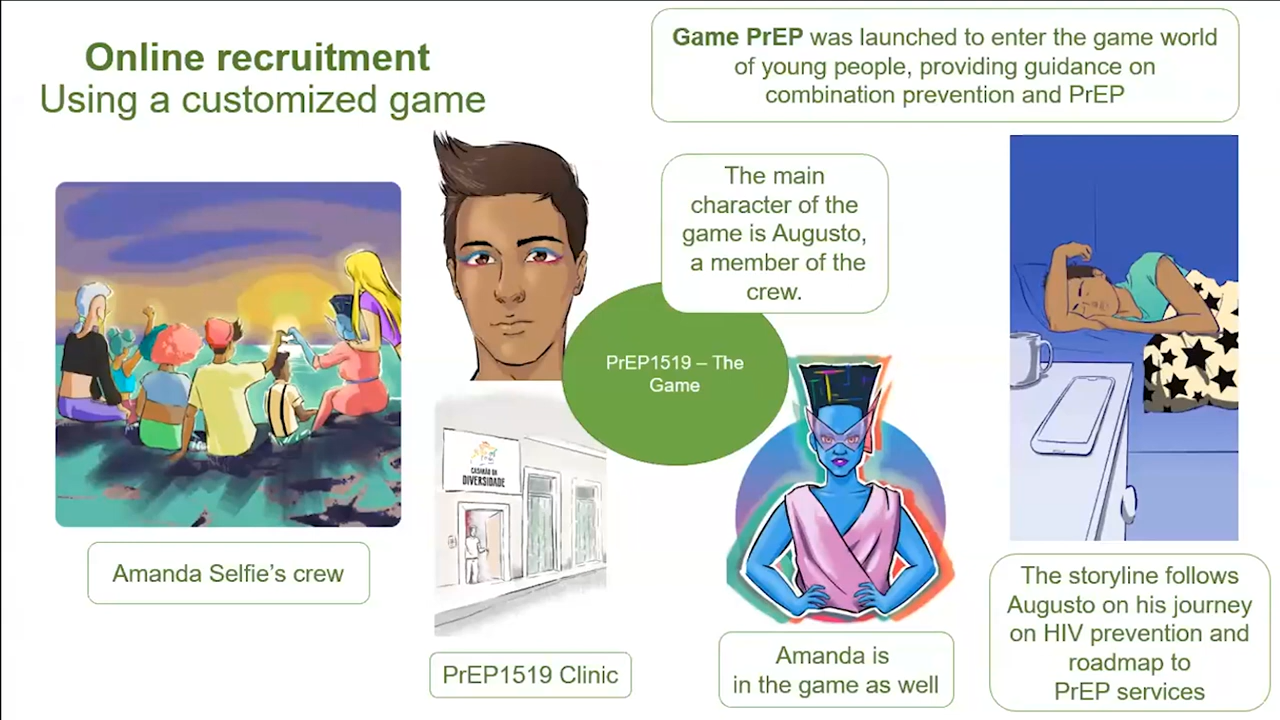 Online recruitment
Using a customized game
Game PrEP was launched to enter the game world
of young people, providing guidance on
combination prevention and PrEP
The main
character of the
game is Augusto,
a member of the
crew.
PrEP1519 – The
Game
CASARÃO DA
DIVERSIDADE
Amanda Selfie's crew
PrEP1519 Clinic
Amanda is
in the game as well
The storyline follows
Augusto on his journey
on HIV prevention and
roadmap to
PrEP services